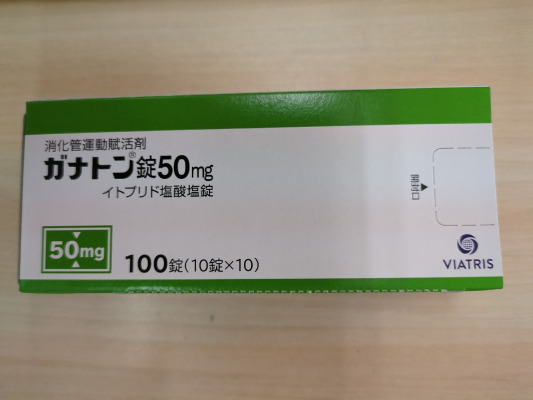 消化管運動賦活剤
ガナトン®錠50mg
イトプリド塩酸塩錠
開封口
50mg
100錠(10錠×10)
VIATRIS